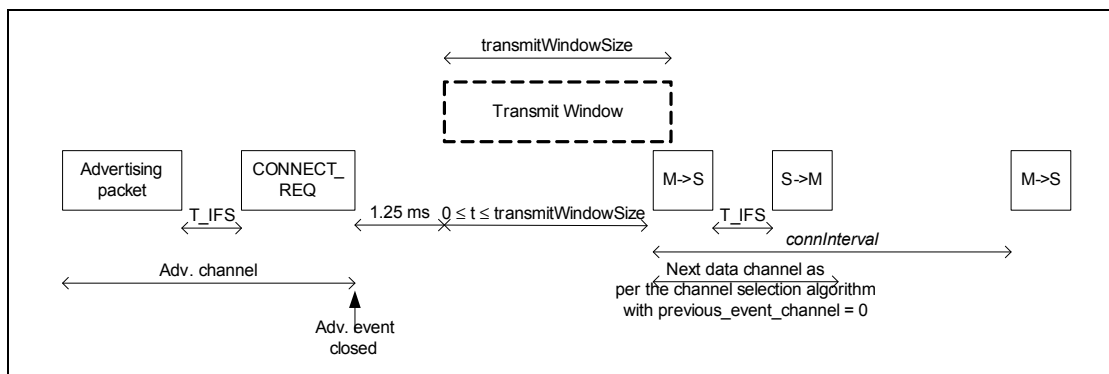 transmitWindowSize
Transmit Window
Advertising
packet
CONNECT_
REQ
M->S
S->M
M->S
T_IFS
1.25 ms
0 ≤ t ≤ transmitWindowSize
T_IFS
connInterval
Adv. channel
Next data channel as
per the channel selection algorithm
with previous_event_channel = 0
Adv. event
closed